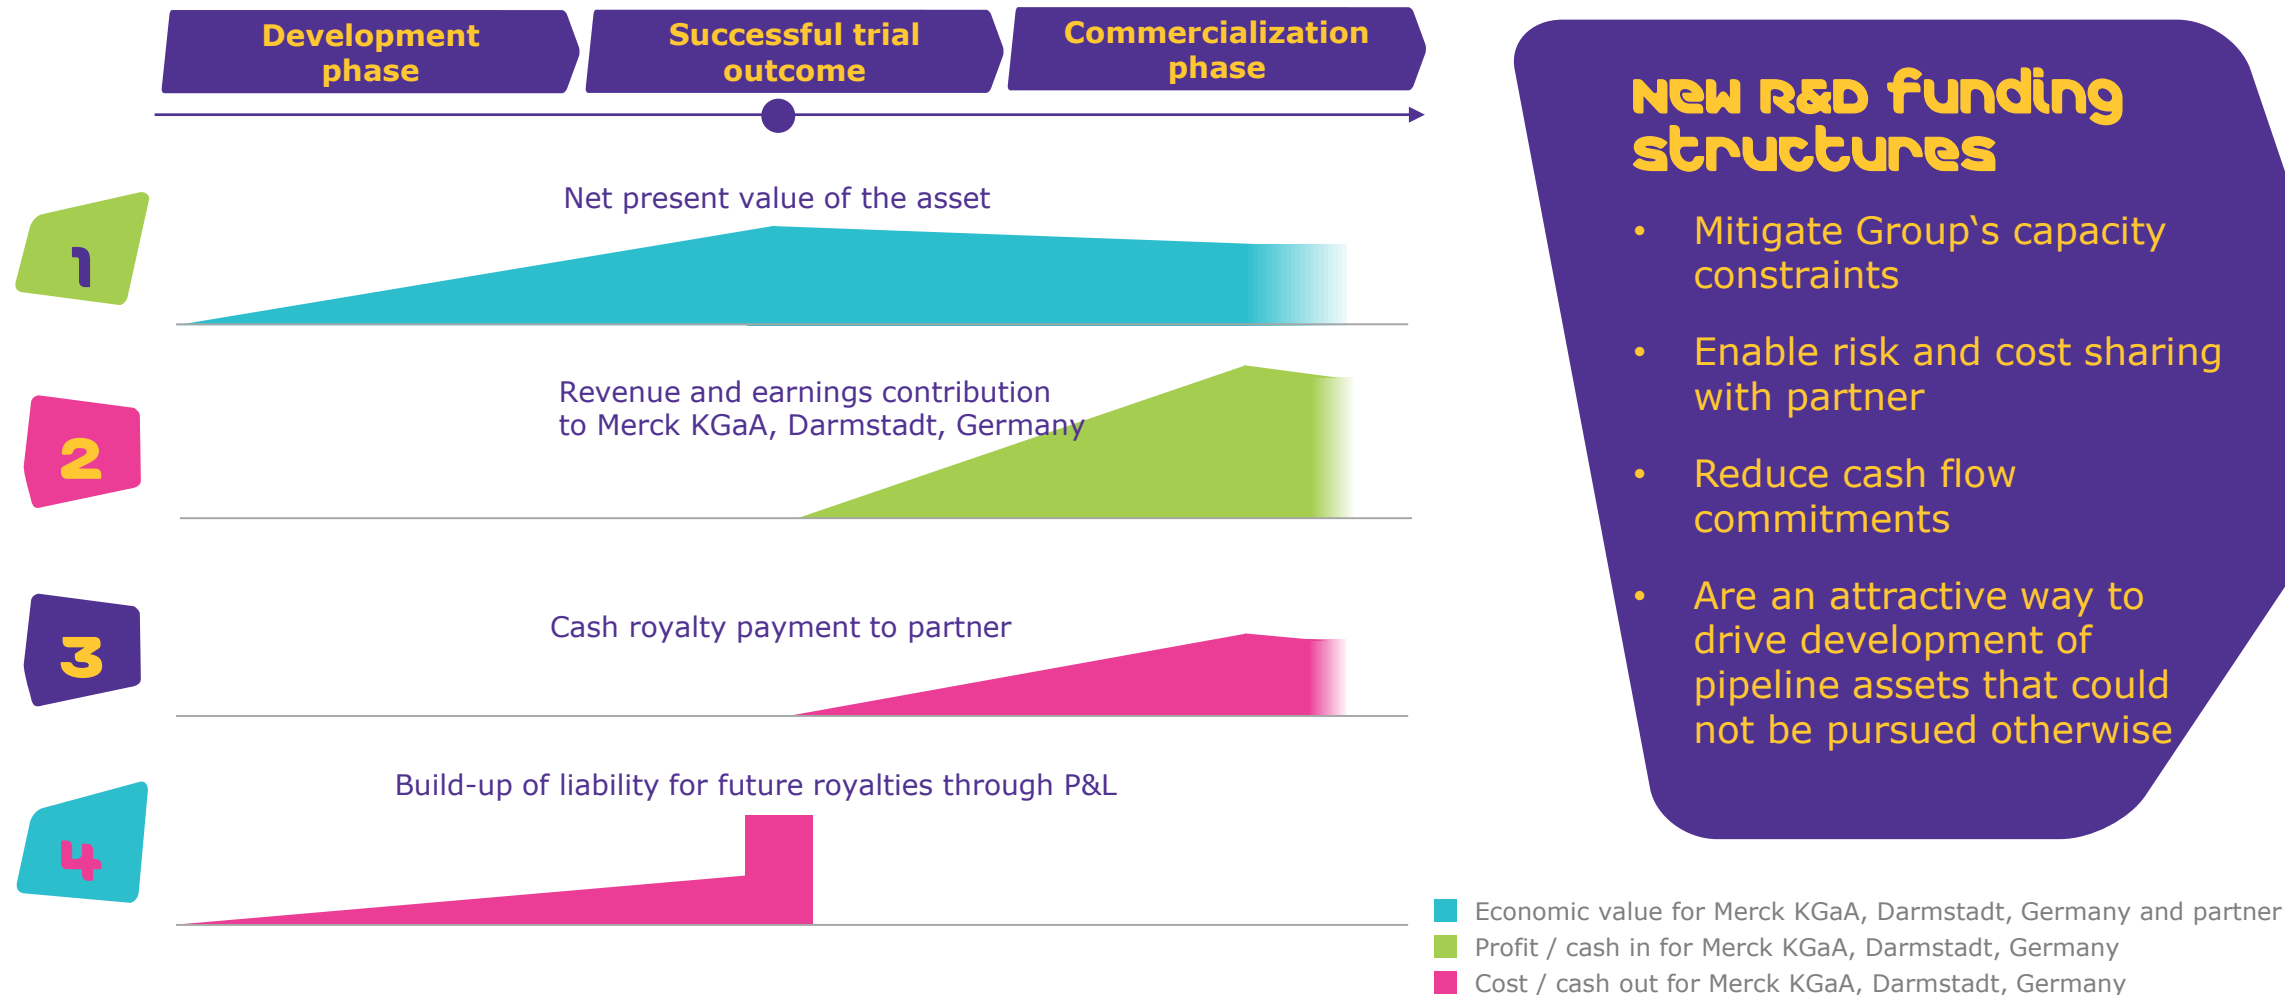 Development
phase
Successful trial
outcome
Commercialization
phase
1
Net present value of the asset
2
Revenue and earnings contribution
to Merck KGaA, Darmstadt, Germany
3
Cash royalty payment to partner
4
Build-up of liability for future royalties through P&L
New R&D funding
structures
• Mitigate Group‘s capacity
constraints
• Enable risk and cost sharing
with partner
• Reduce cash flow
commitments
• Are an attractive way to
drive development of
pipeline assets that could
not be pursued otherwise
Economic value for Merck KGaA, Darmstadt, Germany and partner
Profit / cash in for Merck KGaA, Darmstadt, Germany
Cost / cash out for Merck KGaA, Darmstadt, Germany